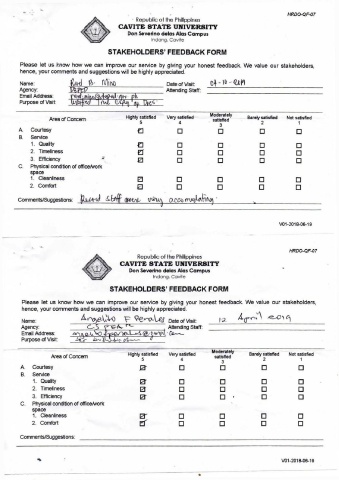 HRDO-QF-07
Republic of the Philippines
CAVITE STATE UNIVERSITY
Don Severino delas Alas Campus
Indang, Cavite
STAKEHOLDERS' FEEDBACK FORM
Please let us know how we can improve our service by giving your honest feedback. We value our stakeholders,
hence, your comments and suggestions will be highly appreciated.
Name: B. Nino Date of Visit: 04-10-2019
Agency: Attending Staff:
Email Address:
Purpose of Visit: True Copy of Docs
Area of Concern Highly satisfied 5 Very satisfied 4 Moderately satisfied 3 Barely satisfied 2 Not satisfied 1
A. Courtesy
B. Service
1. Quality
2. Timeliness
3. Efficiency
C. Physical condition of office/work
space
1. Cleanliness
2. Comfort
Comments/Suggestions: Record staff were very accomodating
V01-2018-06-19
HRDO-QF-07
Republic of the Philippines
CAVITE STATE UNIVERSITY
Don Severino delas Alas Campus
Indang, Cavite
STAKEHOLDERS' FEEDBACK FORM
Please let us know how we can improve our service by giving your honest feedback. We value our stakeholders,
hence, your comments and suggestions will be highly appreciated.
Name: Angelito F Perales Date of Visit: 12 April 2019
Agency: Attending Staff:
Email Address:
Purpose of Visit:
Area of Concern Highly satisfied 5 Very satisfied 4 Moderately satisfied 3 Barely satisfied 2 Not satisfied 1
A. Courtesy
B. Service
1. Quality
2. Timeliness
3. Efficiency
C. Physical condition of office/work
space
1. Cleanliness
2. Comfort
Comments/Suggestions:
V01-2018-06-19